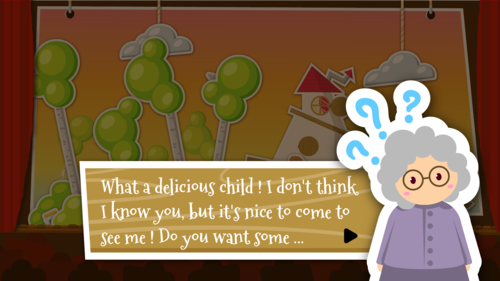 What a delicious child ! I don't think,
I know you, but it's nice to come to
see me ! Do you want some ...
? ? ?